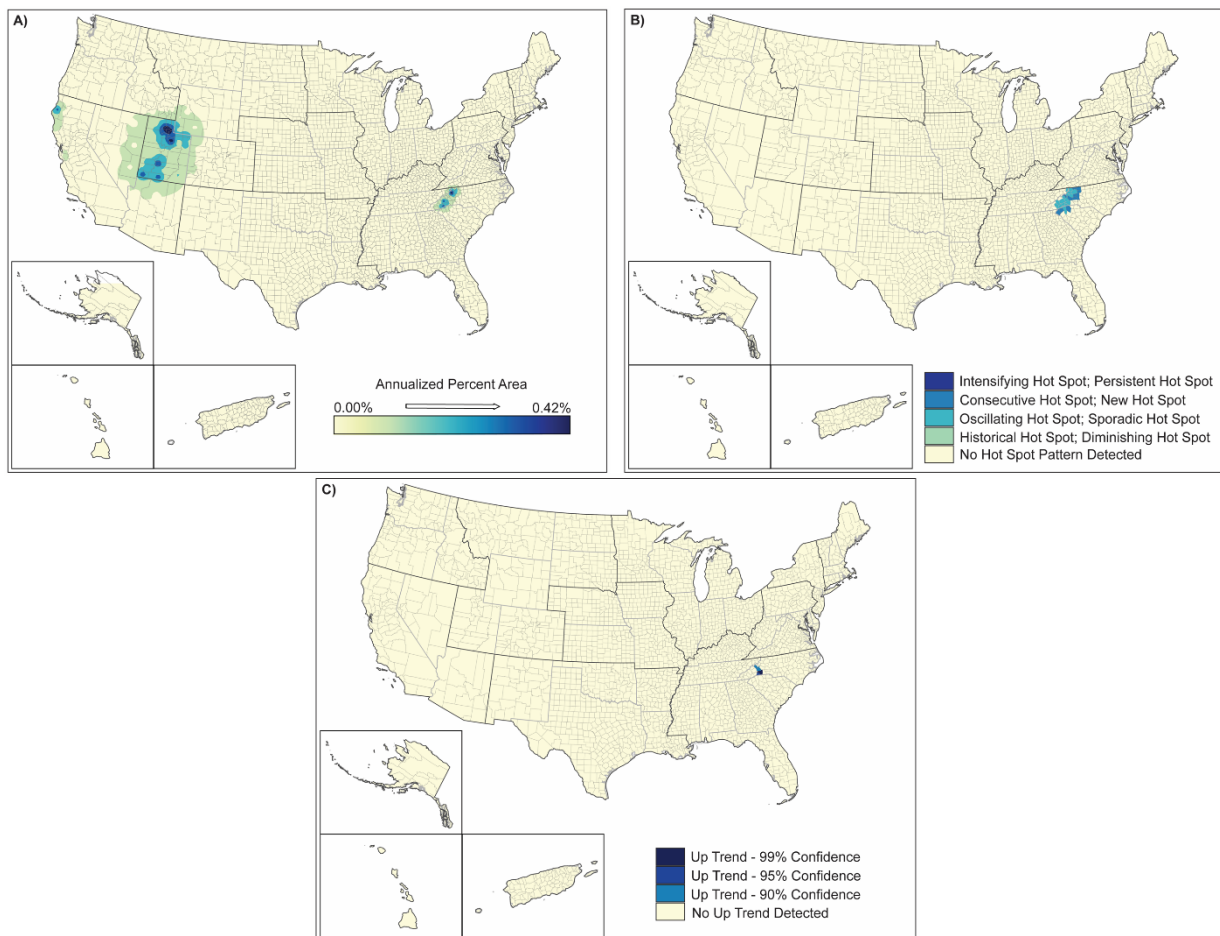 A)
Annualized Percent Area
0.00%
0.42%
B)
Intensifying Hot Spot; Persistent Hot Spot
Consecutive Hot Spot; New Hot Spot
Oscillating Hot Spot; Sporadic Hot Spot
Historical Hot Spot; Diminishing Hot Spot
No Hot Spot Pattern Detected
C)
Up Trend - 99% Confidence
Up Trend - 95% Confidence
Up Trend - 90% Confidence
No Up Trend Detected